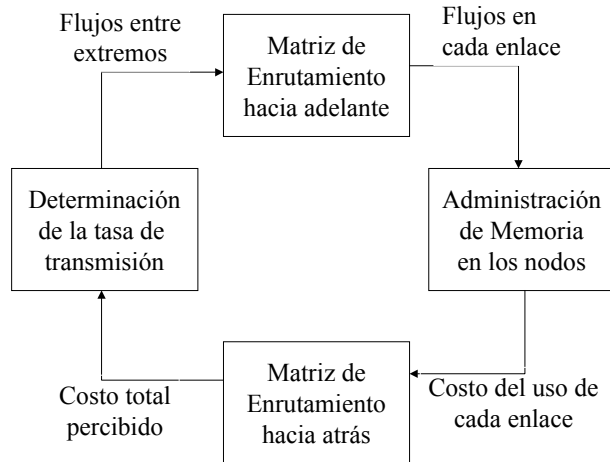 Flujos entre
extremos
Matriz de
Enrutamiento
hacia adelante
Flujos en
cada enlace
Determinación
de la tasa de
transmisión
Administración
de Memoria
en los nodos
Costo total
percibido
Matriz de
Enrutamiento
hacia atrás
Costo del uso de
cada enlace